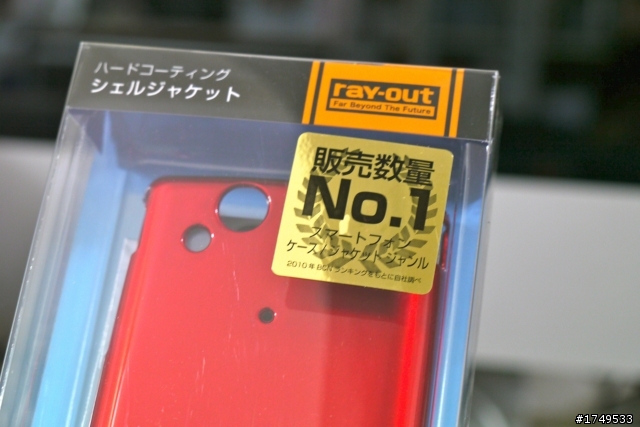 ハードコーティング
シェルジャケット
ray-out
Far Beyond The Future
販売数量
No.1
スマートフォン
ケース/ジャケットジャンル
2010年 BCNランキングをもとに自社調べ
#1749533